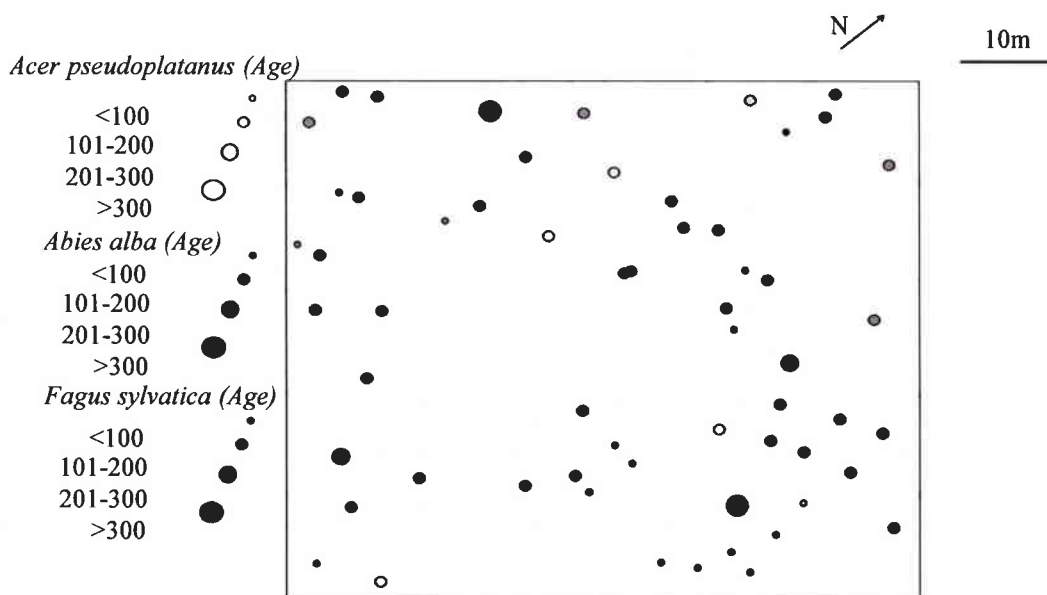 N
10m
Acer pseudoplatanus (Age)
<100
101-200
201-300
>300
Abies alba (Age)
<100
101-200
201-300
>300
Fagus sylvatica (Age)
<100
101-200
201-300
>300